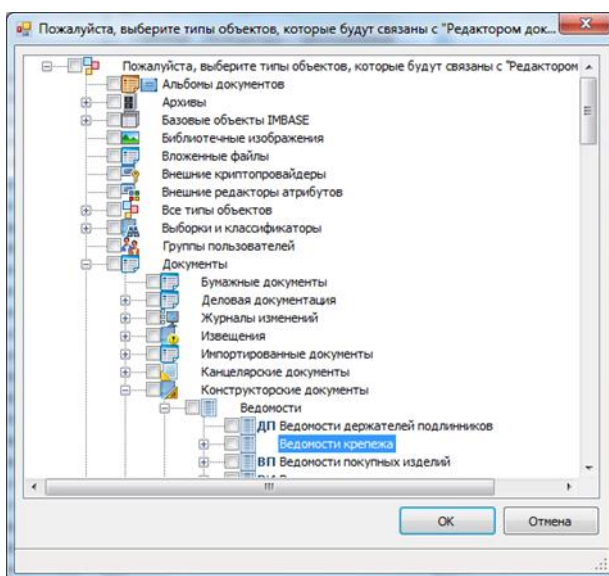 Пожалуйста, выберите типы объектов, которые будут связаны с "Редактором док...
Пожалуйста, выберите типы объектов, которые будут связаны с "Редактором
Альбомы документов
Архивы
Базовые объекты IMBASE
Библиотечные изображения
Вложенные файлы
Внешние криптопровайдеры
Внешние редакторы атрибутов
Все типы объектов
Выборки и классификаторы
Группы пользователей
Документы
Бумажные документы
Деловая документация
Журналы изменений
Извещения
Импортированные документы
Канцелярские документы
Конструкторские документы
Ведомости
ДП Ведомости держателей подлинников
Ведомости крепежа
ВП Ведомости покупных изделий
OK
Отмена